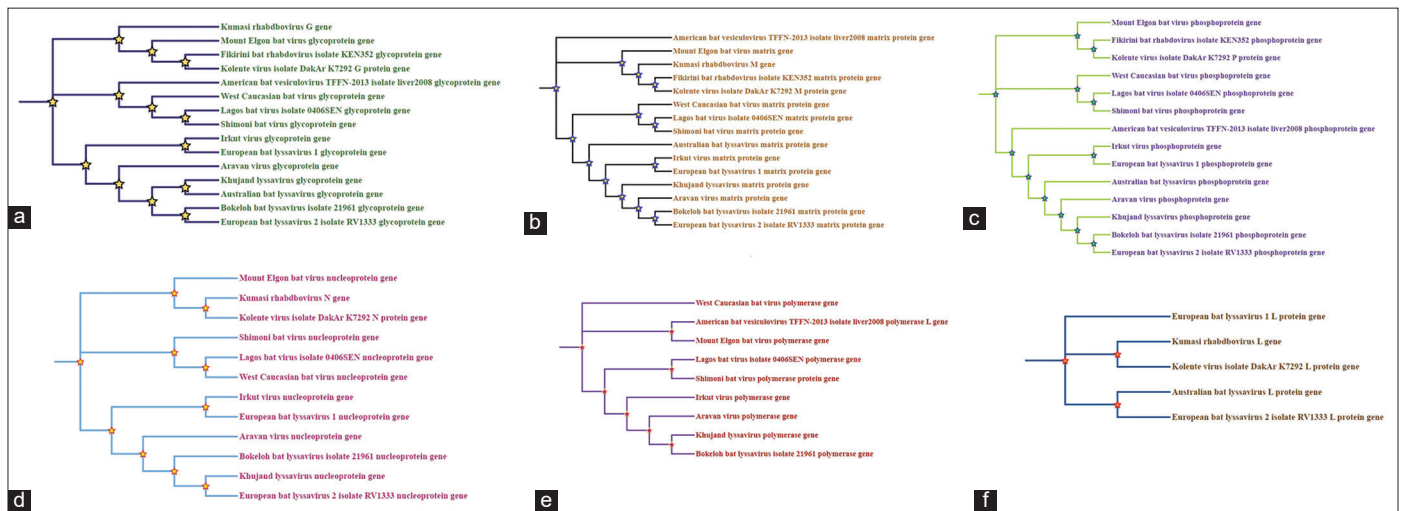 Kumasi rhabdbovirus G gene
Mount Elgen bat virus glycoprotein gene
Fikirini bat rhabdovirus isolate KEN352 glycoprotein gene
Kolente virus isolate DakAr K7292 G protein gene
American bat vesiculovirus TFFN-2013 isolate liver2008 glycoprotein gene
West Caucasian bat virus glycoprotein gene
Lagos bat virus isolate 0406SEN glycoprotein gene
Shimoni bat virus glycoprotein gene
Irkut virus glycoprotein gene
European bat lyssavirus 1 glycoprotein gene
Aravan virus glycoprotein gene
Khujand lyssavirus glycoprotein gene
Australian bat lyssavirus glycoprotein gene
Bokeloh bat lyssavirus isolate 21961 glycoprotein gene
European bat lyssavirus 2 isolate RV1333 glycoprotein gene
a
American bat vesiculovirus TFFN-2013 isolate liver2008 matrix protein gene
Mount Elgon bat virus matrix gene
Kumasi rhabdovirus M gene
Fikirini bat rhabdovirus isolate KEN352 matrix protein gene
Kolente virus isolate DakAr K7292 M protein gene
West Caucasian bat virus matrix protein gene
Lagos bat virus isolate 0406SEN matrix protein gene
Shimoni bat virus matrix protein gene
Australian bat lyssavirus matrix protein gene
Irkut virus matrix protein gene
European bat lyssavirus 1 matrix protein gene
Khujand lyssavirus matrix protein gene
Aravan virus matrix protein gene
Bokeloh bat lyssavirus isolate 21961 matrix protein gene
European bat lyssavirus 2 isolate RV1333 matrix protein gene
b
Mount Elgon bat virus phosphoprotein gene
Fikirini bat rhabdovirus isolate KEN352 phosphoprotein gene
Kolente virus isolate DakAr K7292 P protein gene
West Caucasian bat virus phosphoprotein gene
Lagos bat virus isolate 0406SEN phosphoprotein gene
Shimoni bat virus phosphoprotein gene
American bat vesiculovirus TFFN-2013 isolate liver2008 phosphoprotein gene
Irkut virus phosphoprotein gene
European bat lyssavirus 1 phosphoprotein gene
Australian bat lyssavirus phosphoprotein gene
Aravan virus phosphoprotein gene
Khujand lyssavirus phosphoprotein gene
Bokeloh bat lyssavirus isolate 21961 phosphoprotein gene
European bat lyssavirus 2 isolate RV1333 phosphoprotein gene
c
Mount Elgon bat virus nucleoprotein gene
Kumasi rhabdbovirus N gene
Kolente virus isolate DakAr K7292 N protein gene
Shimoni bat virus nucleoprotein gene
Lagos bat virus isolate 0406SEN nucleoprotein gene
West Caucasian bat virus nucleoprotein gene
Irkut virus nucleoprotein gene
European bat lyssavirus 1 nucleoprotein gene
Aravan virus nucleoprotein gene
Bokeloh bat lyssavirus isolate 21961 nucleoprotein gene
Khujand lyssavirus nucleoprotein gene
European bat lyssavirus 2 isolate RV1333 nucleoprotein gene
d
West Caucasian bat virus polymerase gene
American bat vesiculovirus TFFN-2013 isolate liver2008 polymerase L gene
Mount Elgon bat virus polymerase gene
Lagos bat virus isolate 0406SEN polymerase gene
Shimoni bat virus polymerase protein gene
Irkut virus polymerase gene
Aravan virus polymerase gene
Khujand lyssavirus polymerase gene
Bokeloh bat lyssavirus isolate 21961 polymerase gene
e
European bat lyssavirus 1 L protein gene
Kumasi rhabdbovirus L gene
Kolente virus isolate DakAr K7292 L protein gene
Australian bat lyssavirus L protein gene
European bat lyssavirus 2 isolate RV1333 L protein gene
f